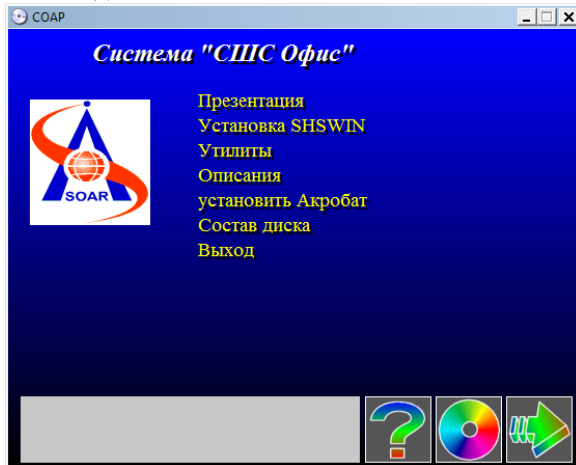 СОАР
Система "СШС Офис"
Презентация
Установка SHSWIN
Утилиты
Описания
установить Акробат
Состав диска
Выход
SOAR